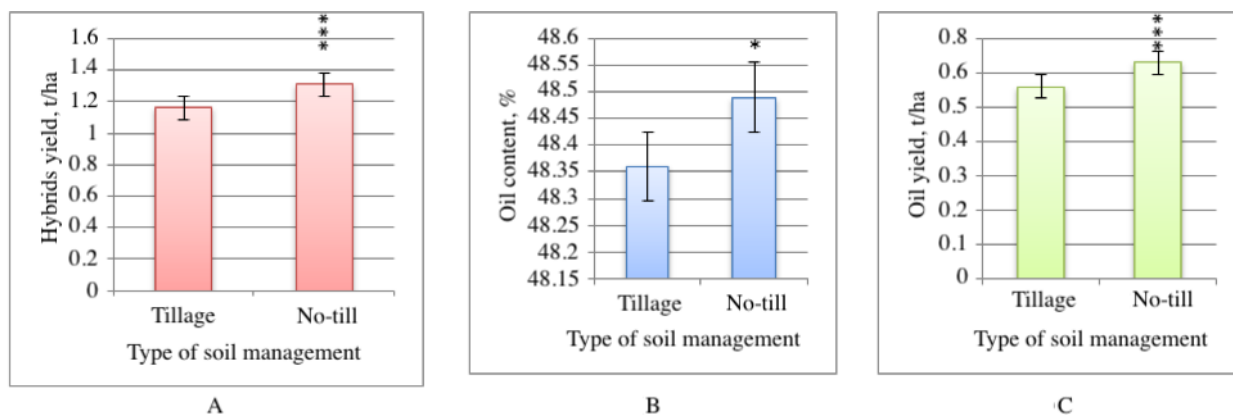 Hybrids yield, t/ha
1.6
1.4
1.2
1
0.8
0.6
0.4
0.2
0
***
Tillage No-till
Type of soil management
A
Oil content, %
48.6
48.55
48.5
48.45
48.4
48.35
48.3
48.25
48.2
48.15
*
Tillage No-till
Type of soil management
B
Oil yield, t/ha
0.8
0.7
0.6
0.5
0.4
0.3
0.2
0.1
0
***
Tillage No-till
Type of soil management
C